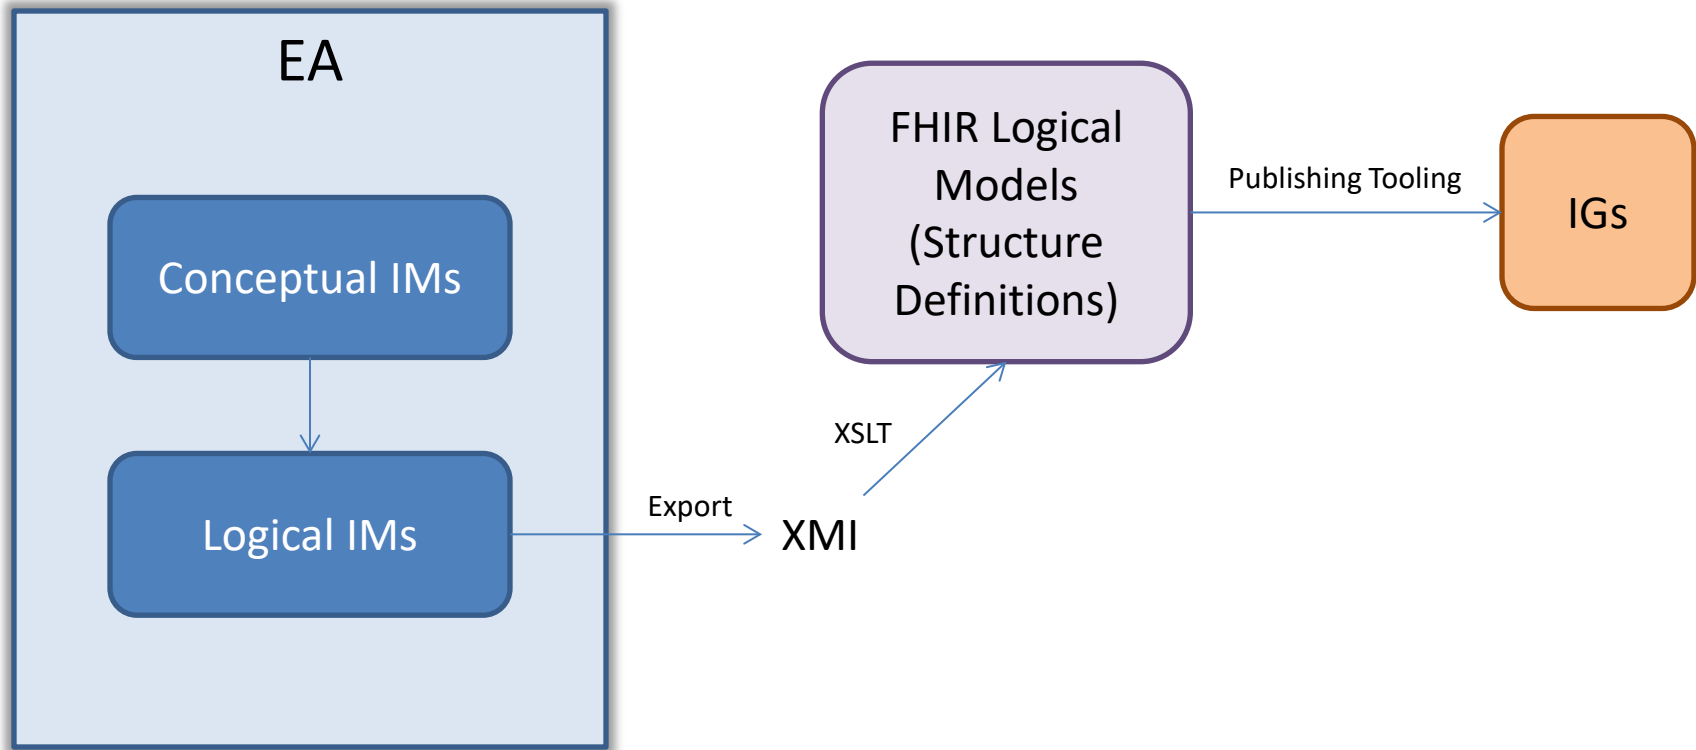 EA
Conceptual IMs
Logical IMs
Export
XMI
XSLT
FHIR Logical
Models
(Structure
Definitions)
Publishing Tooling
IGs